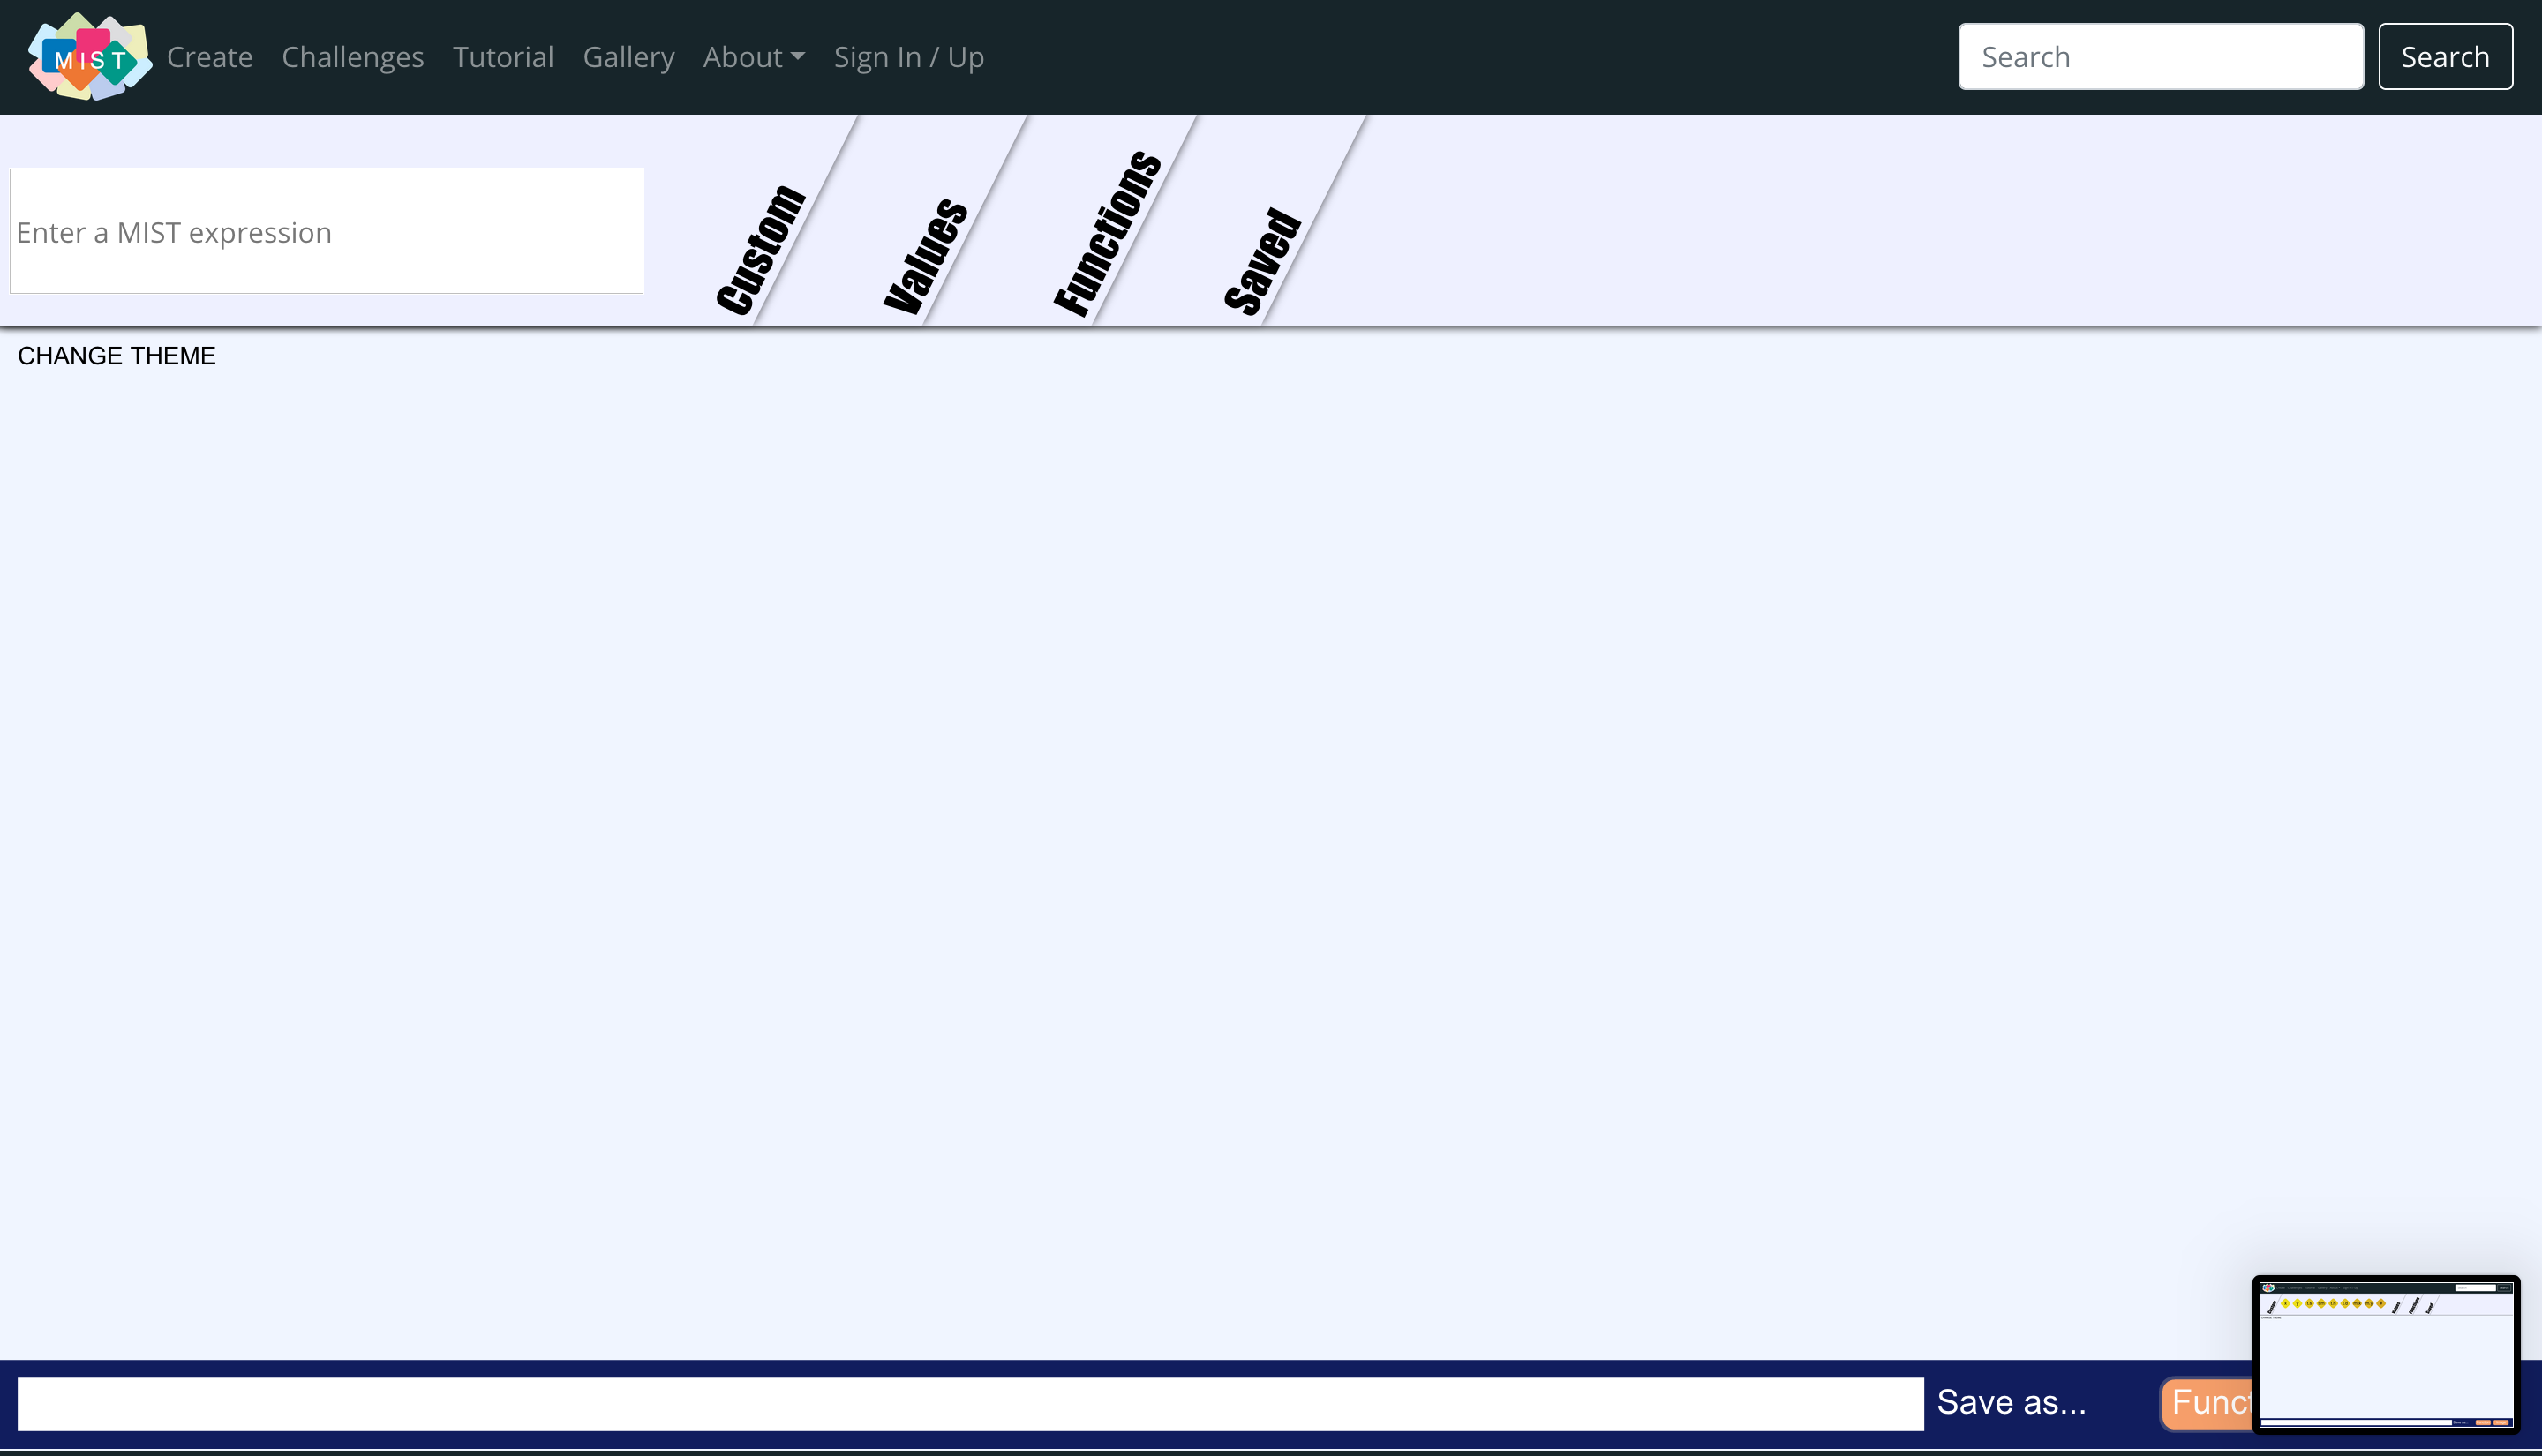 MIST Create Challenges Tutorial Gallery About Sign In / Up Search Search
Enter a MIST expression
Custom
Values
Functions
Saved
CHANGE THEME
Save as... Funct